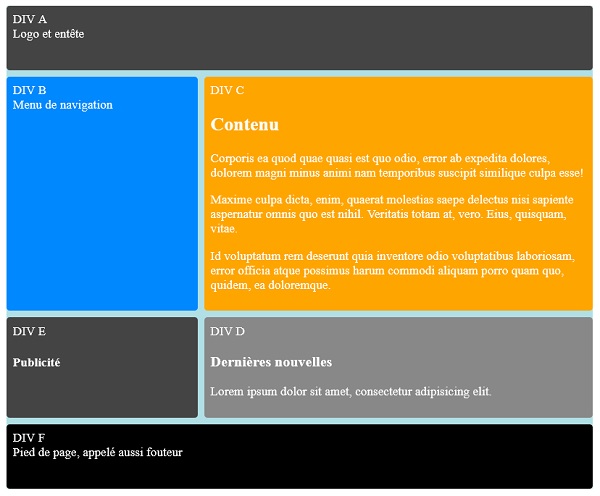 DIV A
Logo et entête
DIV B
Menu de navigation
DIV C
Contenu
Corporis ea quod quae quasi est quo odio, error ab expedita dolores,
dolorem magni minus animi nam temporibus suscipit similique culpa esse!
Maxime culpa dicta, enim, quaerat molestias saepe delectus nisi sapiente
aspernatur omnis quo est nihil. Veritatis totam at, vero. Eius, quisquam,
vitae.
Id voluptatum rem deserunt quia inventore odio voluptatibus laboriosam,
error officia atque possimus harum commodi aliquam porro quam quo,
quidem, ea doloremque.
DIV E
Publicité
DIV D
Dernières nouvelles
Lorem ipsum dolor sit amet, consectetur adipisicing elit.
DIV F
Pied de page, appelé aussi fouteur